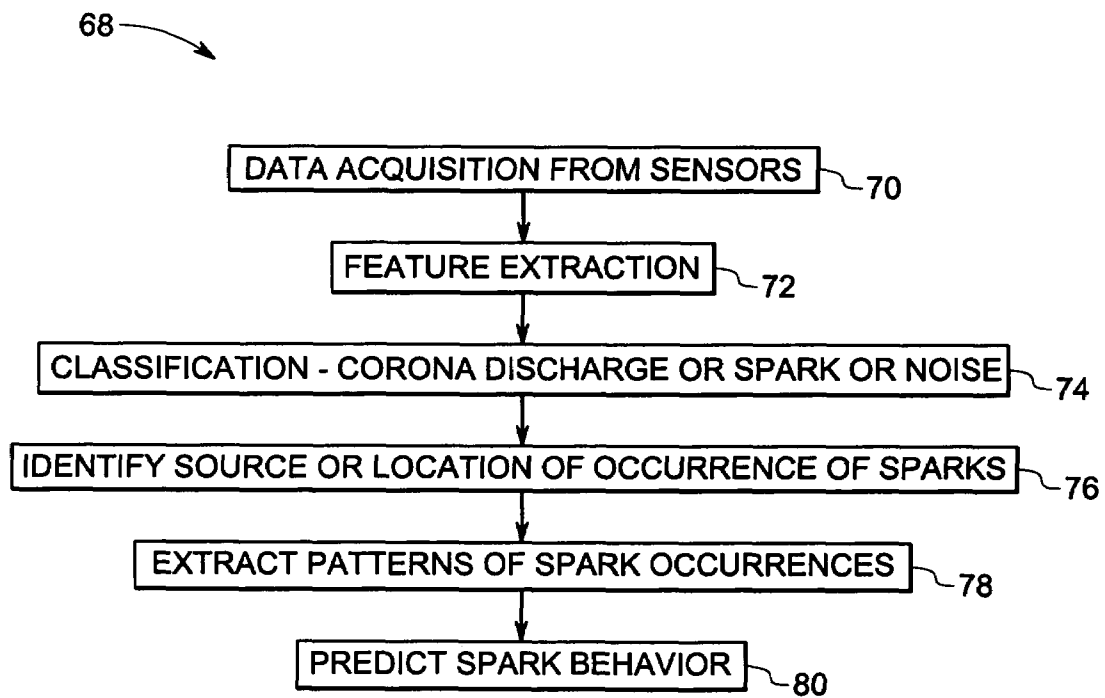 68
DATA ACQUISITION FROM SENSORS
70
FEATURE EXTRACTION
72
CLASSIFICATION - CORONA DISCHARGE OR SPARK OR NOISE
74
IDENTIFY SOURCE OR LOCATION OF OCCURRENCE OF SPARKS
76
EXTRACT PATTERNS OF SPARK OCCURRENCES
78
PREDICT SPARK BEHAVIOR
80